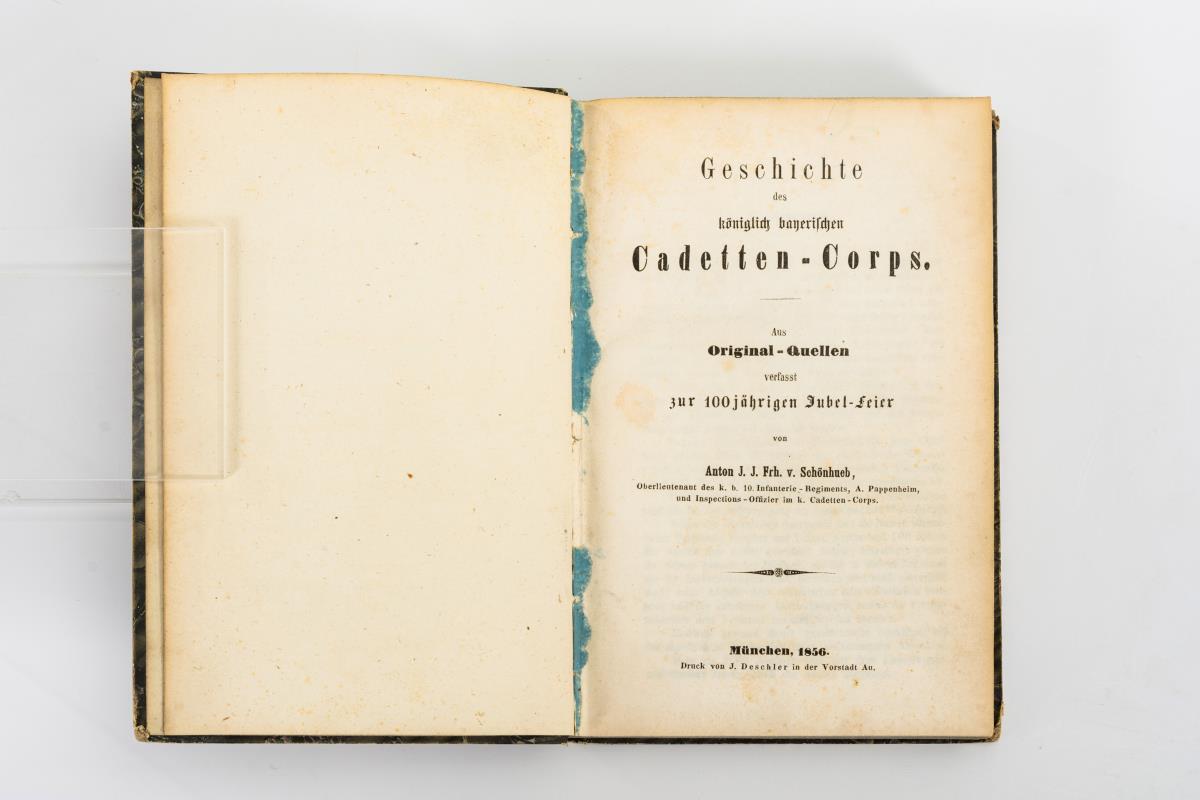 Geschichte
des
königlich bayerischen
Cadetten-Corps.
Aus
Original-Quellen
verfasst
zur 100jährigen Jubel-Feier
von
Anton J. J. Frh. v. Schönhueb,
Oberlieutenant des k. b. 10. Infanterie-Regiments, A. Pappenheim,
und Inspections-Offizier im k. Cadetten-Corps.
München, 1856.
Druck von J. Deschler in der Vorstadt Au.